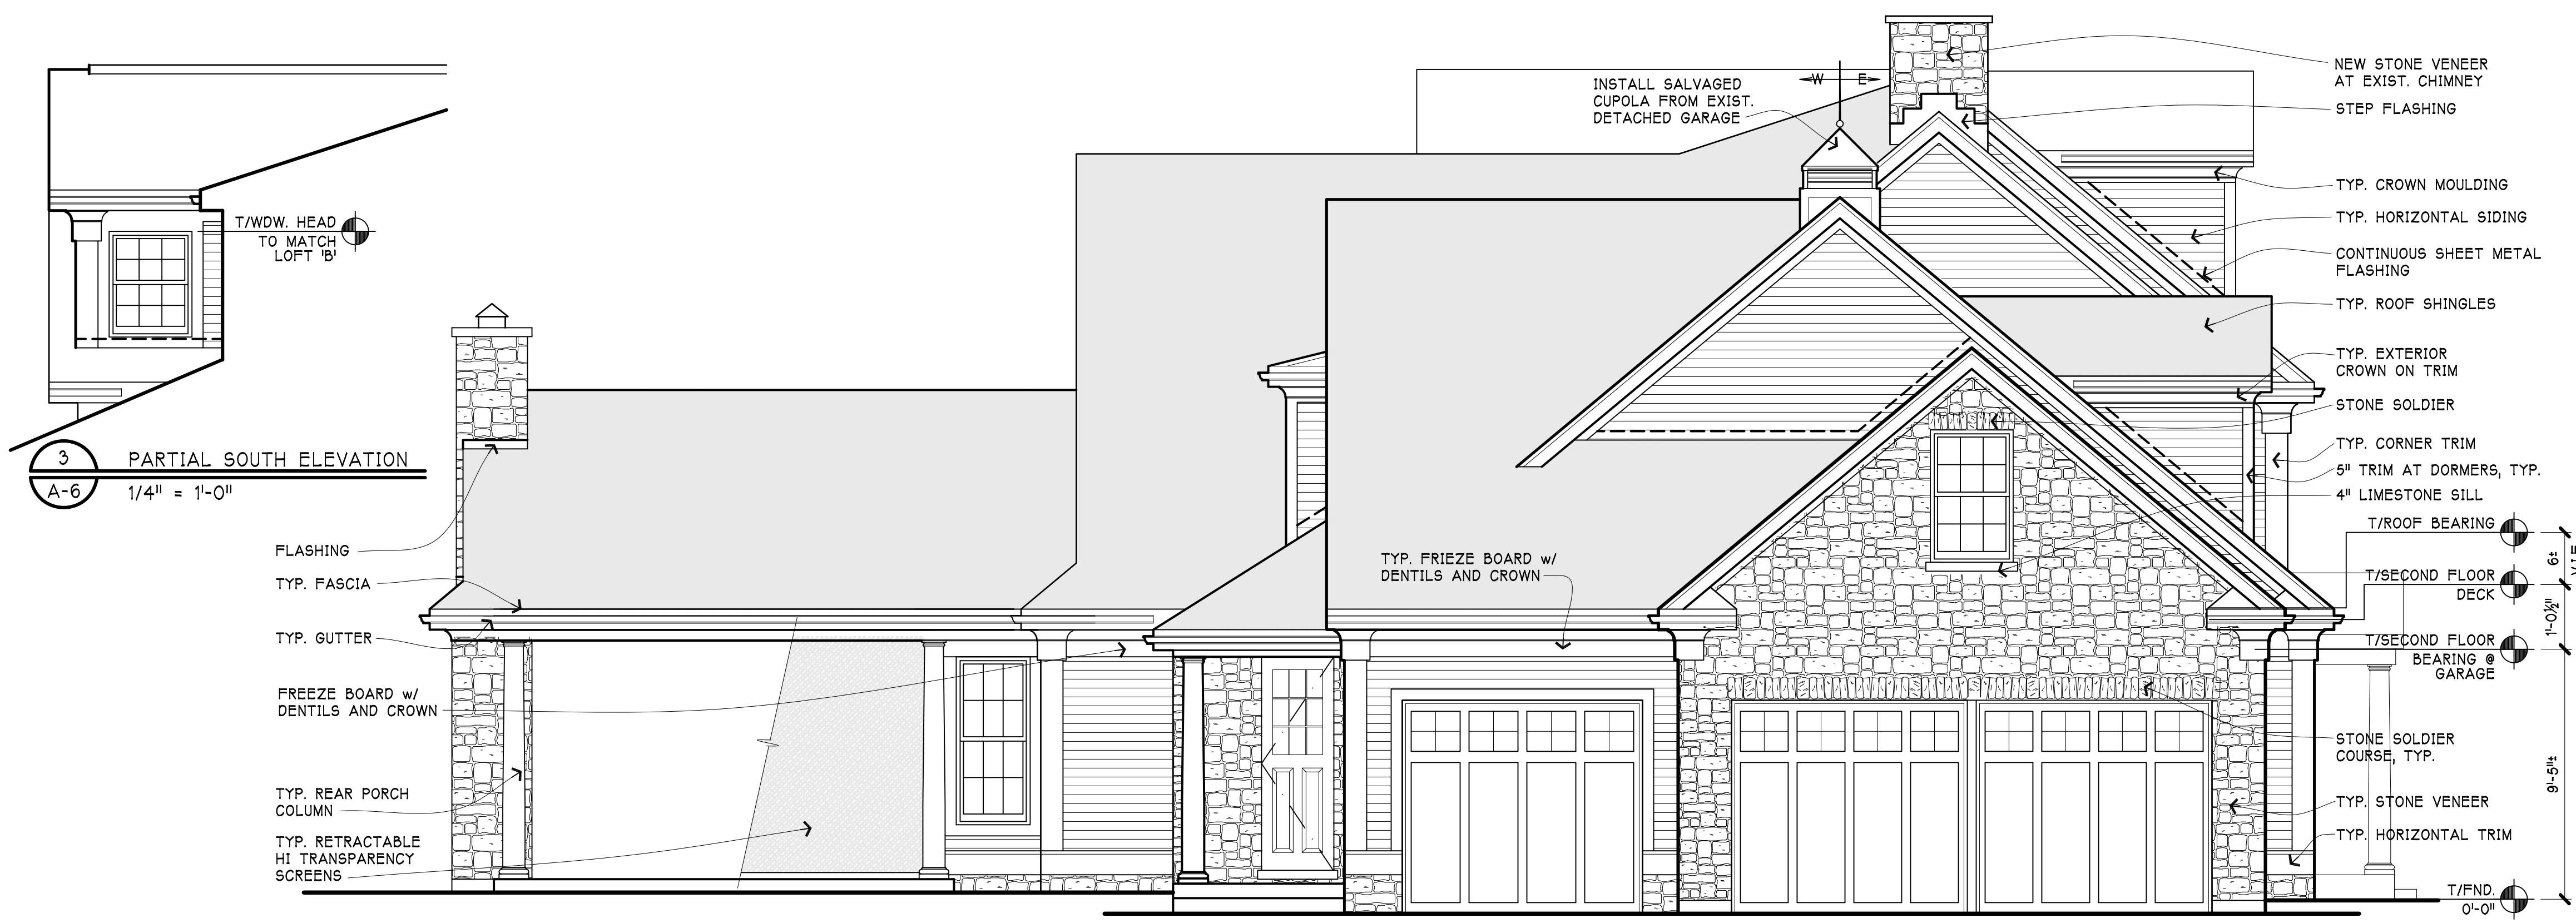 T/WDW. HEAD
TO MATCH
LOFT 'B'
3
A-6
PARTIAL SOUTH ELEVATION
1/4" = 1'-0"
FLASHING
TYP. FASCIA
TYP. GUTTER
FREEZE BOARD w/
DENTILS AND CROWN
TYP. REAR PORCH
COLUMN
TYP. RETRACTABLE
HI TRANSPARENCY
SCREENS
INSTALL SALVAGED
CUPOLA FROM EXIST.
DETACHED GARAGE
W E
TYP. FRIEZE BOARD w/
DENTILS AND CROWN
NEW STONE VENEER
AT EXIST. CHIMNEY
STEP FLASHING
TYP. CROWN MOULDING
TYP. HORIZONTAL SIDING
CONTINUOUS SHEET METAL
FLASHING
TYP. ROOF SHINGLES
TYP. EXTERIOR
CROWN ON TRIM
STONE SOLDIER
TYP. CORNER TRIM
5" TRIM AT DORMERS, TYP.
4" LIMESTONE SILL
T/ROOF BEARING
T/SECOND FLOOR
DECK
T/SECOND FLOOR
BEARING @
GARAGE
STONE SOLDIER
COURSE, TYP.
TYP. STONE VENEER
TYP. HORIZONTAL TRIM
T/FND.
0'-0"
6±
1'-0½"
9'-5"±